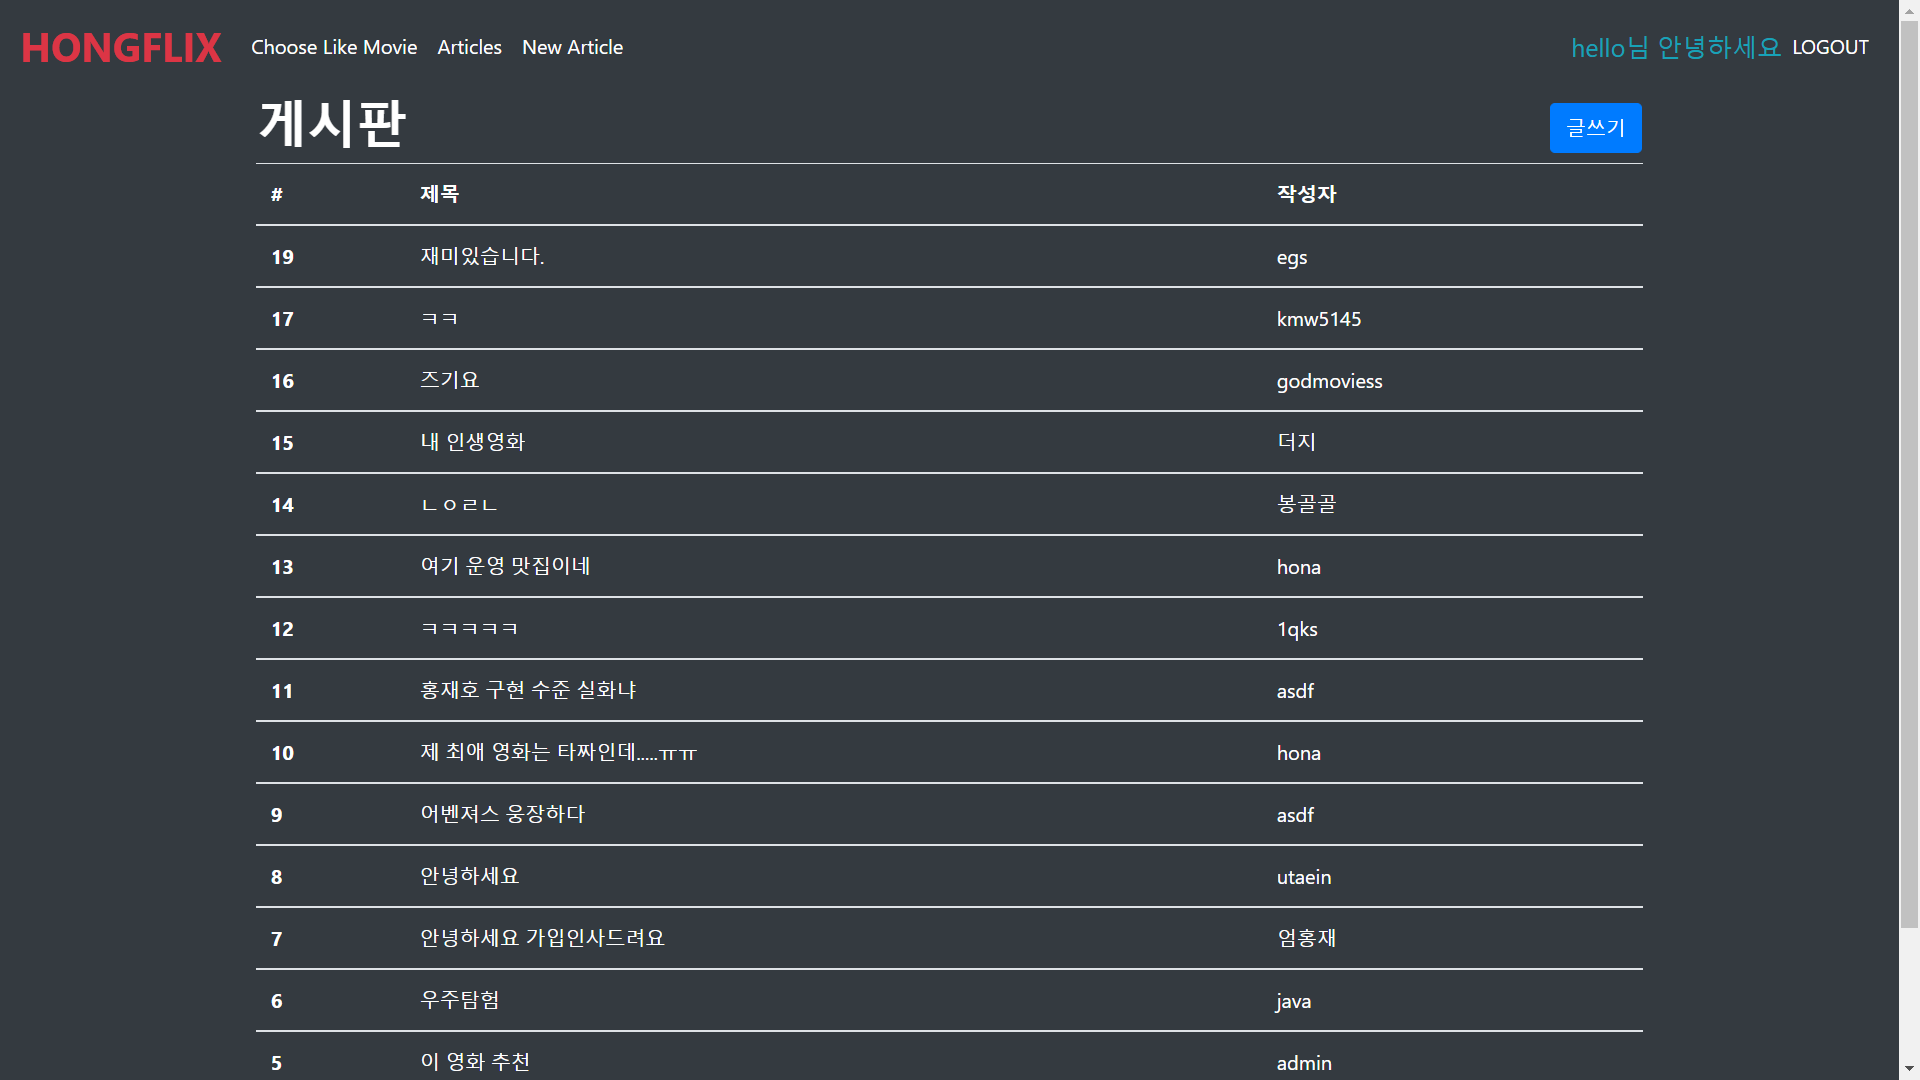 HONGFLIX Choose Like Movie Articles New Article hello님 안녕하세요 LOGOUT
게시판 글쓰기
# 제목 작성자
19 재미있습니다. egs
17 ㅋㅋ kmw5145
16 즈기요 godmoviess
15 내 인생영화 더지
14 ㄴㅇㄹㄴ 봉골골
13 여기 운영 맛집이네 hona
12 ㅋㅋㅋㅋㅋ 1qks
11 홍재호 구현 수준 실화냐 asdf
10 제 최애 영화는 타짜인데.....ㅠㅠ hona
9 어벤져스 웅장하다 asdf
8 안녕하세요 utaein
7 안녕하세요 가입인사드려요 엄홍재
6 우주탐험 java
5 이 영화 추천 admin